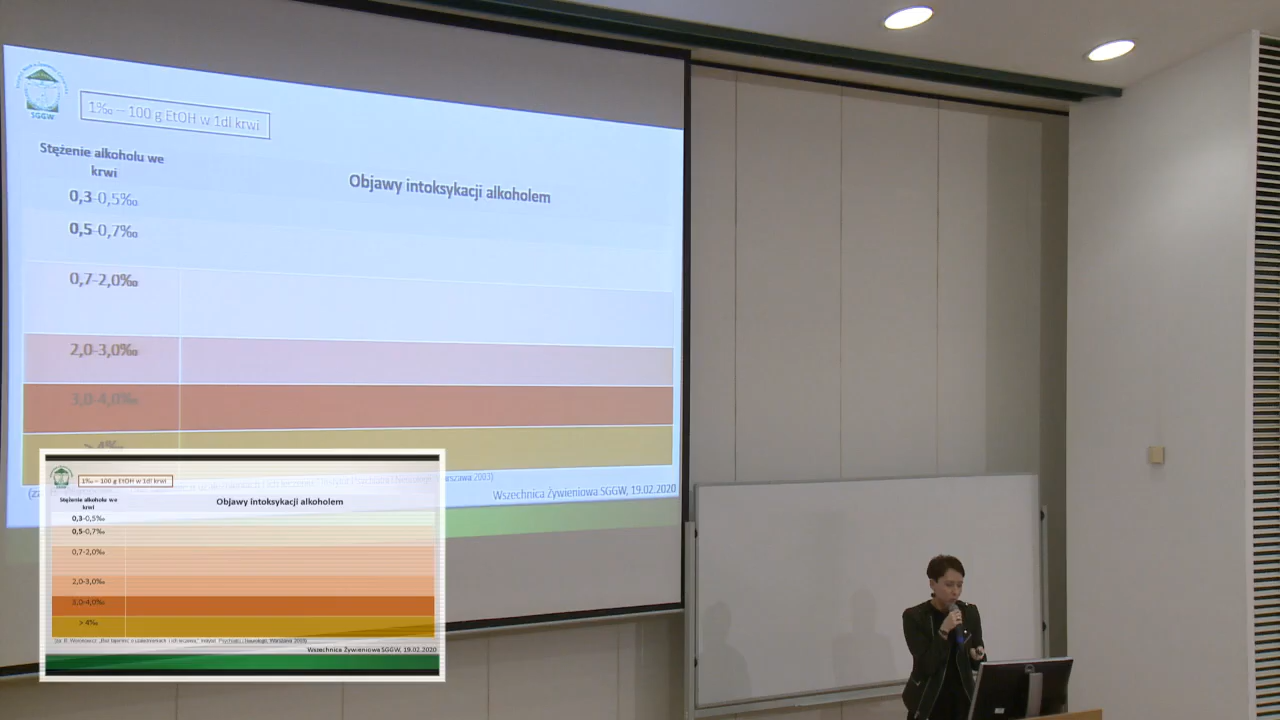 SGGW
1‰ – 100 g EtOH w 1dl krwi
Stężenie alkoholu we
krwi
Objawy intoksykacji alkoholem
0,3-0,5‰
0,5-0,7‰
0,7-2,0‰
2,0-3,0‰
3,0-4,0‰
> 4‰
Warszawa 2003)
Wszechnica Żywieniowa SGGW, 19.02.2020
1‰ – 100 g EtOH w 1dl krwi
Stężenie alkoholu we
krwi
Objawy intoksykacji alkoholem
0,3-0,5‰
0,5-0,7‰
0,7-2,0‰
2,0-3,0‰
3,0-4,0‰
> 4‰
Wszechnica Żywieniowa SGGW, 19.02.2020